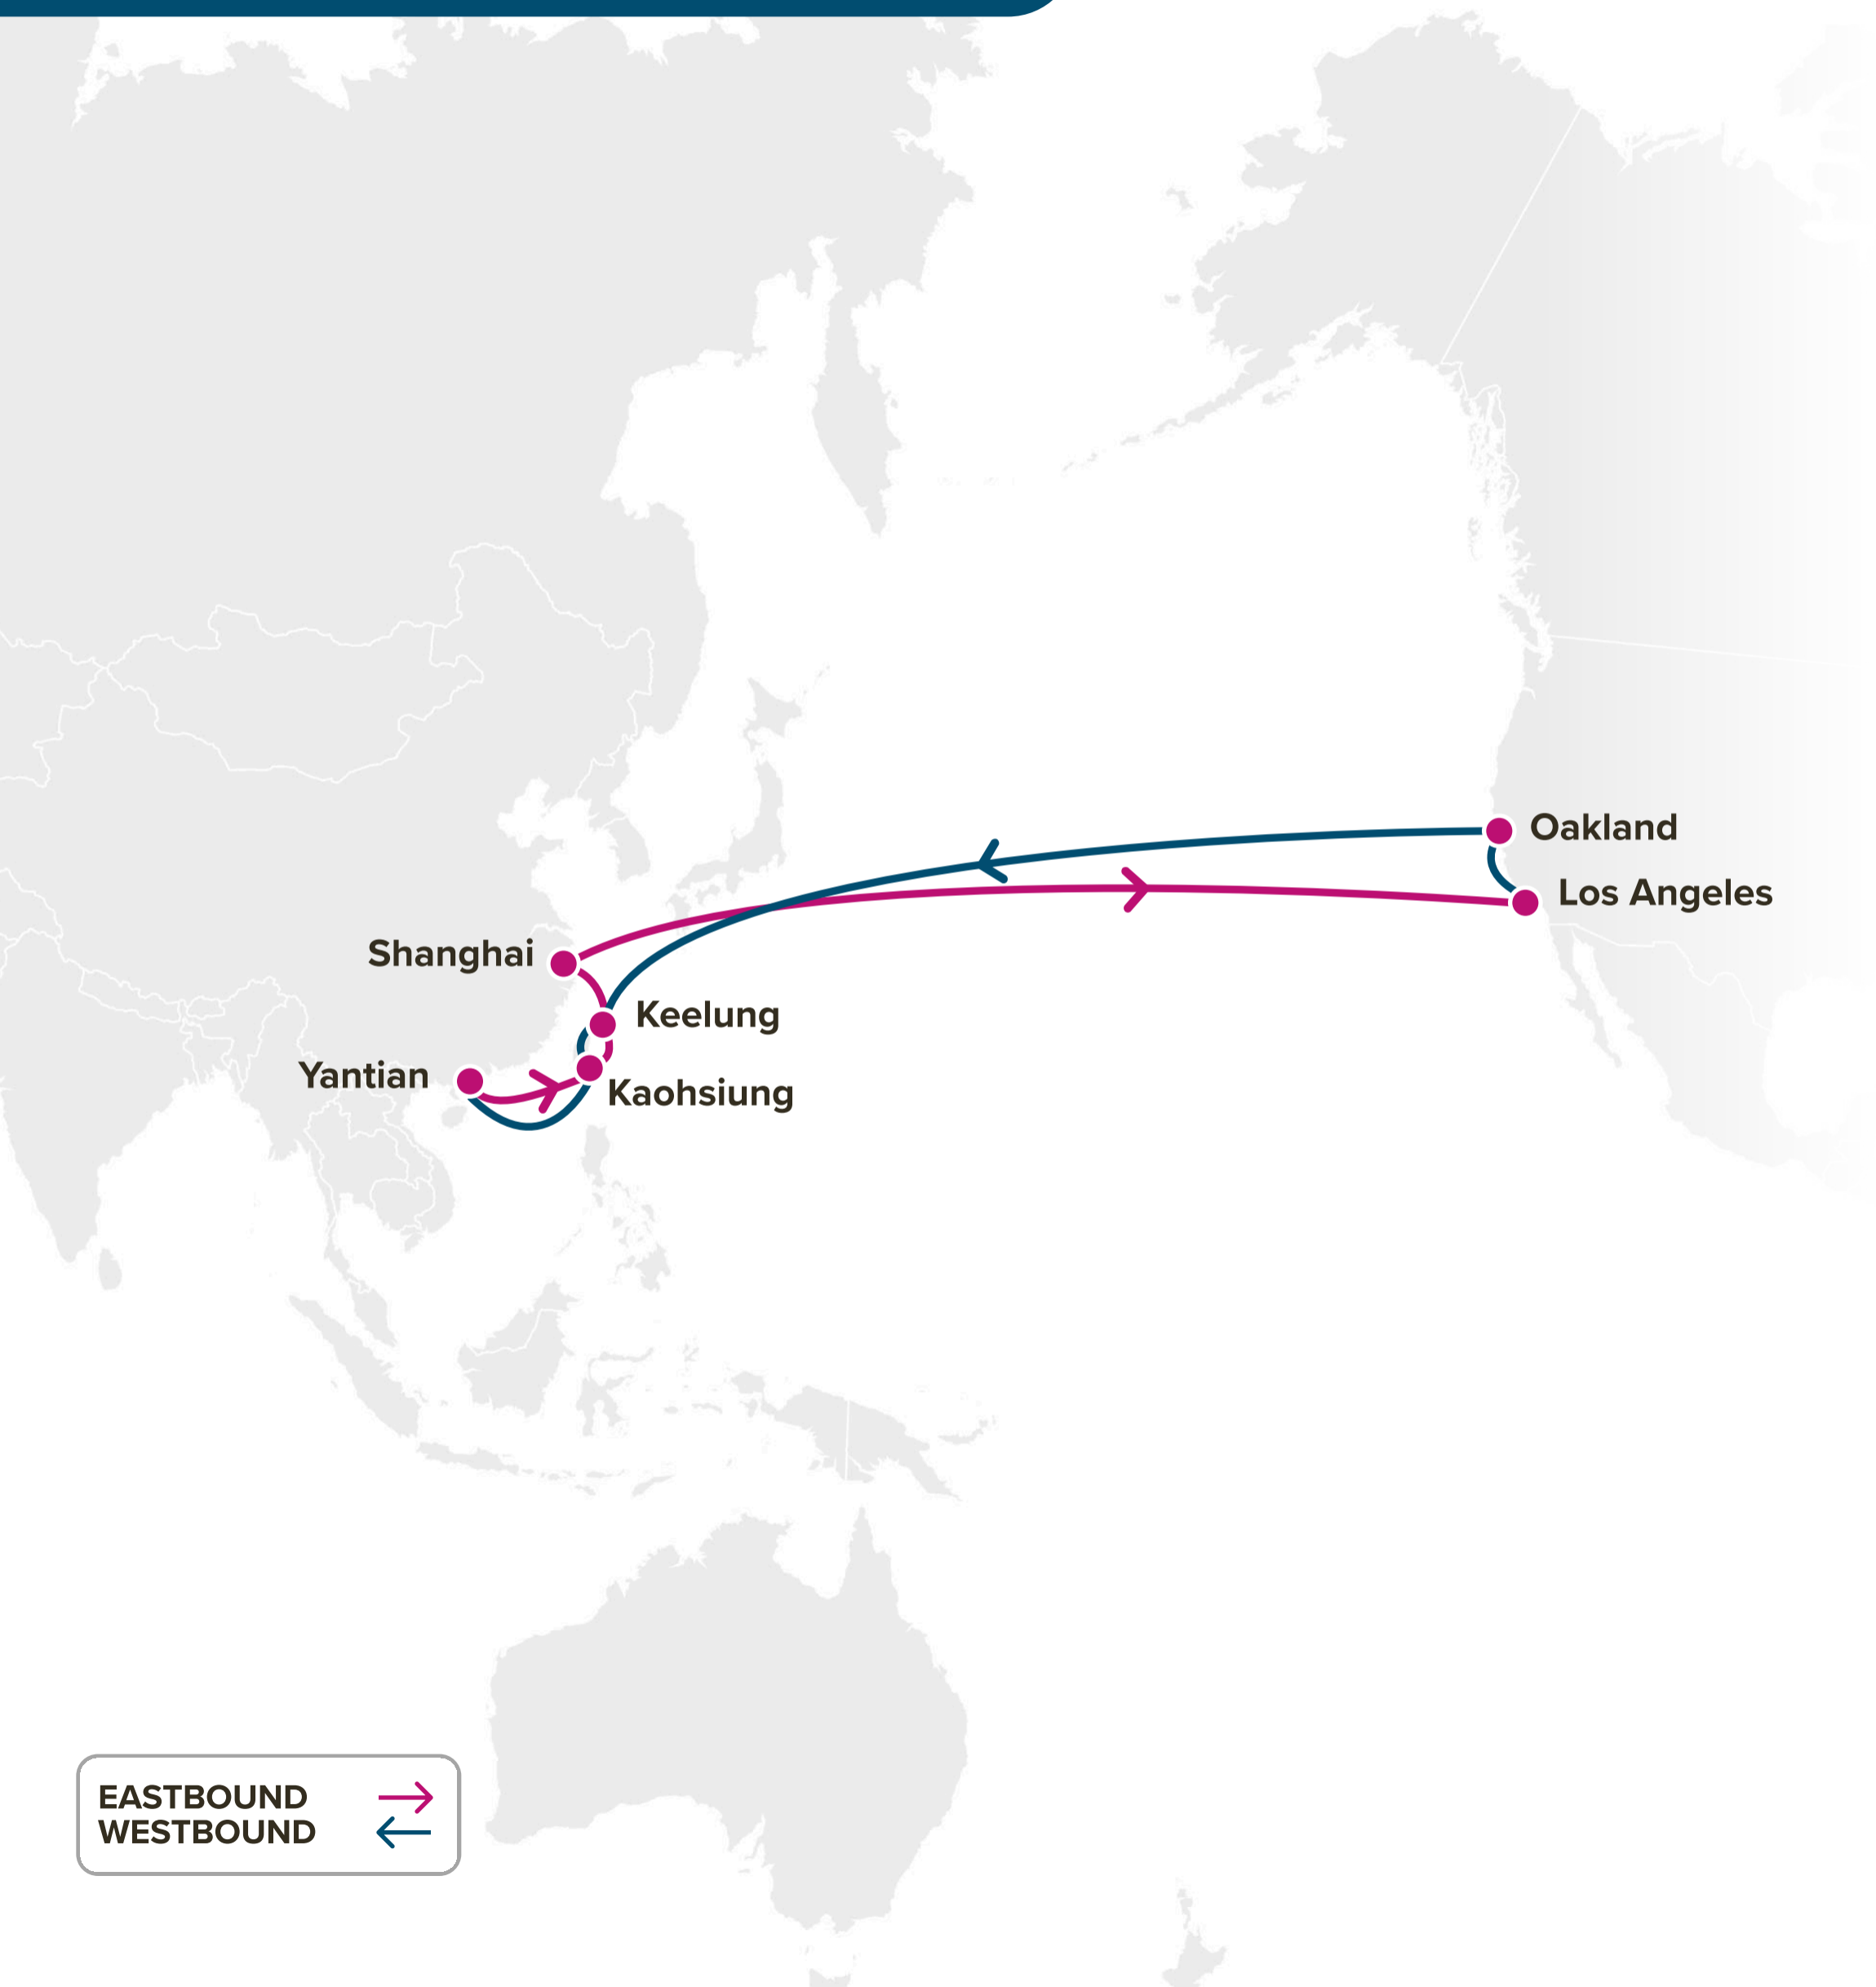 Oakland
Los Angeles
Shanghai
Keelung
Yantian
Kaohsiung
EASTBOUND
WESTBOUND